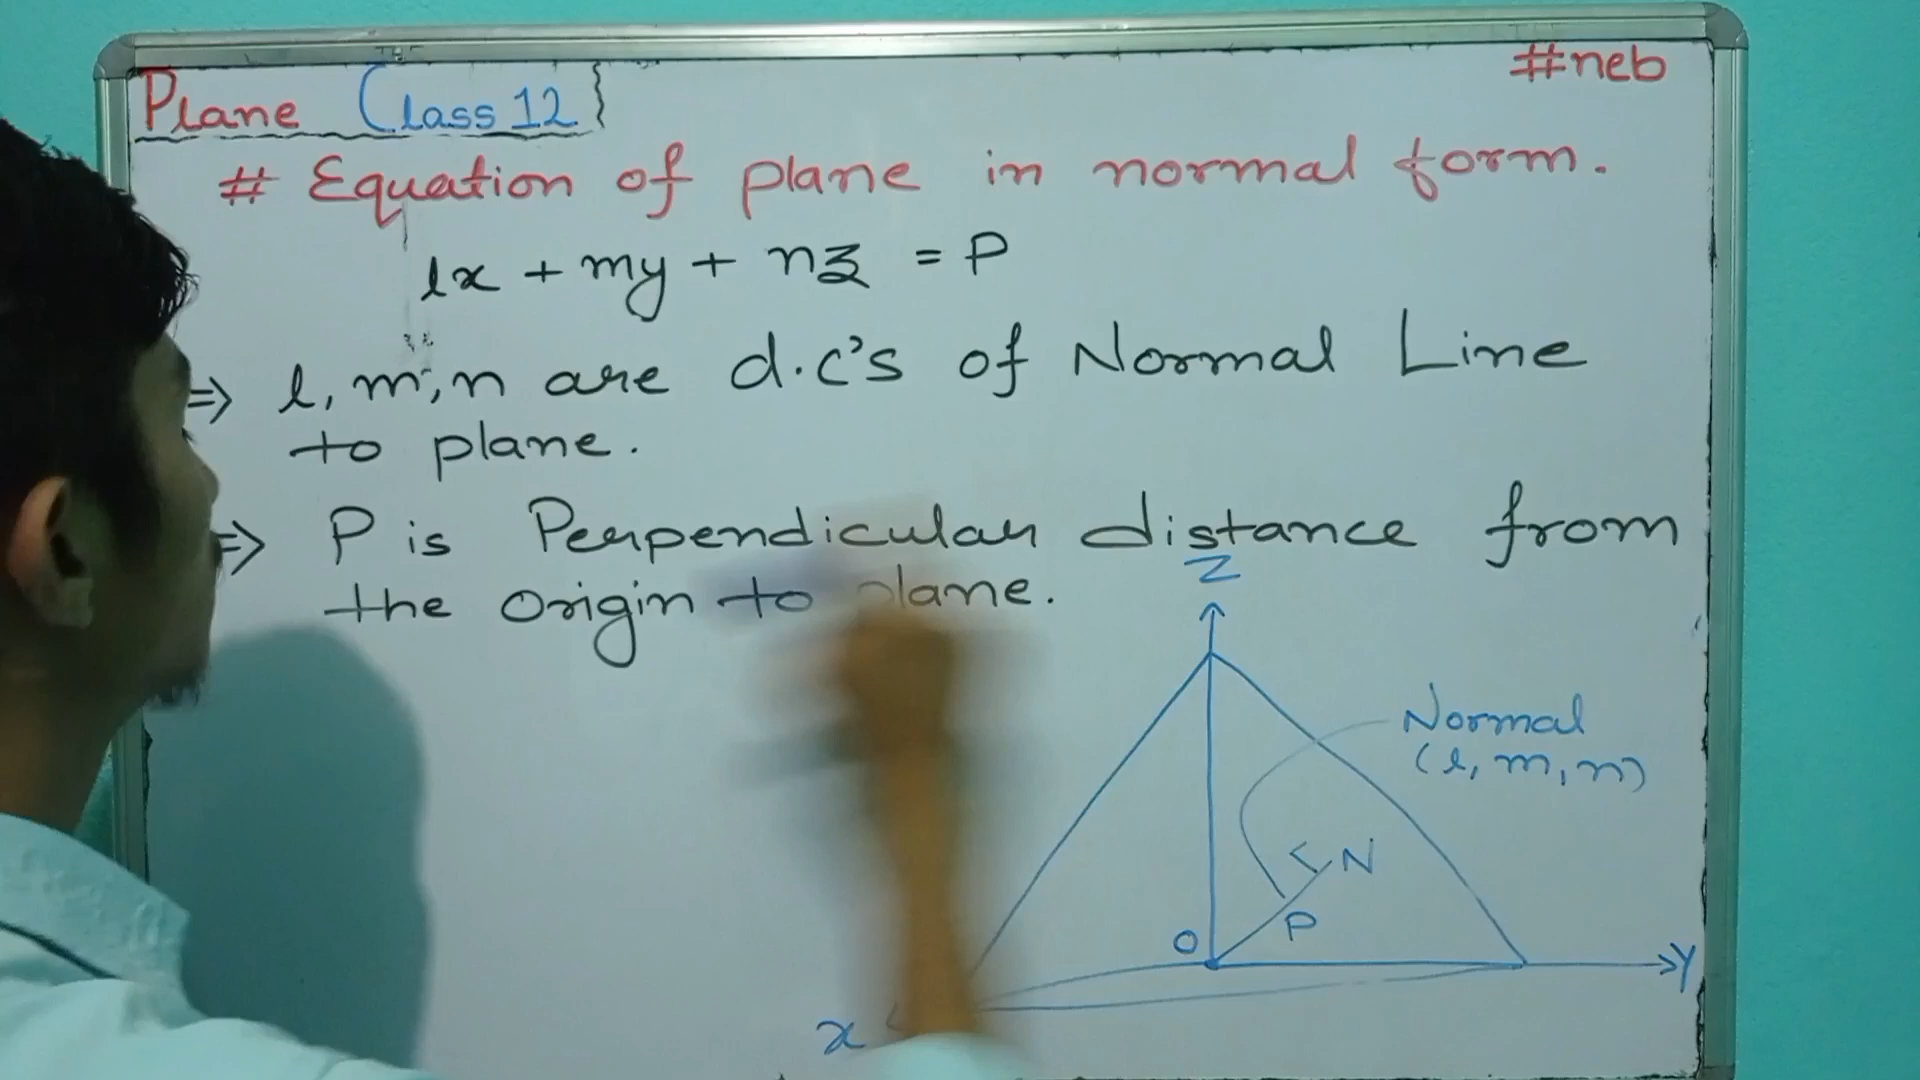 Plane Class 12
#neb
# Equation of plane in normal form.
lx + my + nz = P
⇒ l, m, n are d.c's of Normal Line
to plane.
⇒ P is Perpendicular distance from
the origin to plane.
Z
Normal
(l, m, n)
N
P
O
Y
x